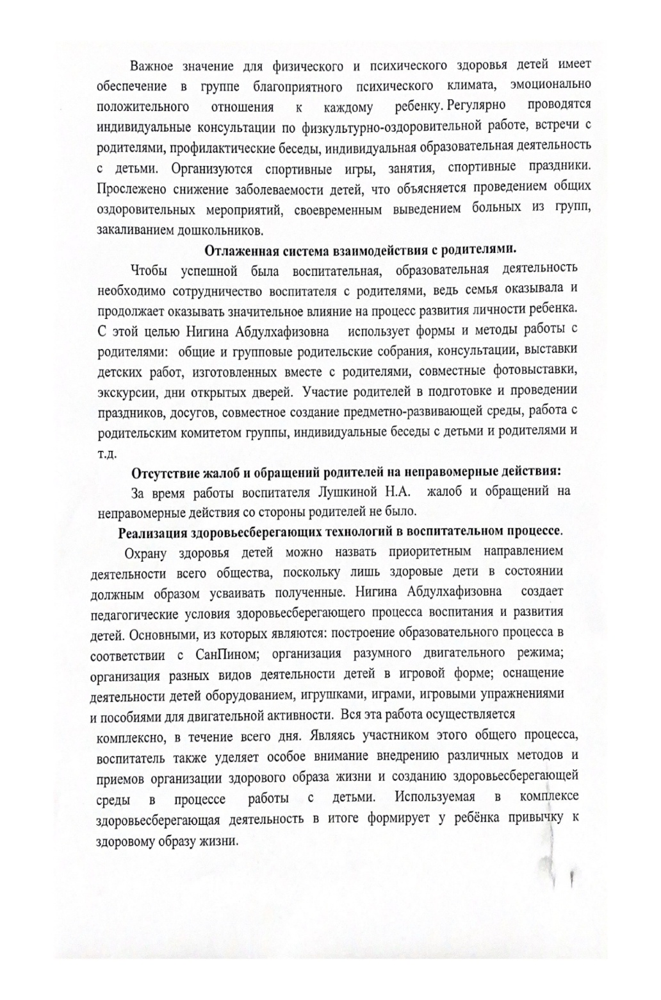 Важное значение для физического и психического здоровья детей имеет
обеспечение в группе благоприятного психического климата, эмоционально
положительного отношения к каждому ребенку. Регулярно проводятся
индивидуальные консультации по физкультурно-оздоровительной работе, встречи с
родителями, профилактические беседы, индивидуальная образовательная деятельность
с детьми. Организуются спортивные игры, занятия, спортивные праздники.
Прослежено снижение заболеваемости детей, что объясняется проведением общих
оздоровительных мероприятий, своевременным выведением больных из групп,
закаливанием дошкольников.
Отлаженная система взаимодействия с родителями.
Чтобы успешной была воспитательная, образовательная деятельность
необходимо сотрудничество воспитателя с родителями, ведь семья оказывала и
продолжает оказывать значительное влияние на процесс развития личности ребенка.
С этой целью Нигина Абдулхафизовна использует формы и методы работы с
родителями: общие и групповые родительские собрания, консультации, выставки
детских работ, изготовленных вместе с родителями, совместные фотовыставки,
экскурсии, дни открытых дверей. Участие родителей в подготовке и проведении
праздников, досугов, совместное создание предметно-развивающей среды, работа с
родительским комитетом группы, индивидуальные беседы с детьми и родителями и
т.д.
Отсутствие жалоб и обращений родителей на неправомерные действия:
За время работы воспитателя Лушкиной Н.А. жалоб и обращений на
неправомерные действия со стороны родителей не было.
Реализация здоровьесберегающих технологий в воспитательном процессе.
Охрану здоровья детей можно назвать приоритетным направлением
деятельности всего общества, поскольку лишь здоровые дети в состоянии
должным образом усваивать полученные. Нигина Абдулхафизовна создает
педагогические условия здоровьесберегающего процесса воспитания и развития
детей. Основными, из которых являются: построение образовательного процесса в
соответствии с СанПином; организация разумного двигательного режима;
организация разных видов деятельности детей в игровой форме; оснащение
деятельности детей оборудованием, игрушками, играми, игровыми упражнениями
и пособиями для двигательной активности. Вся эта работа осуществляется
комплексно, в течение всего дня. Являясь участником этого общего процесса,
воспитатель также уделяет особое внимание внедрению различных методов и
приемов организации здорового образа жизни и созданию здоровьесберегающей
среды в процессе работы с детьми. Используемая в комплексе
здоровьесберегающая деятельность в итоге формирует у ребёнка привычку к
здоровому образу жизни.